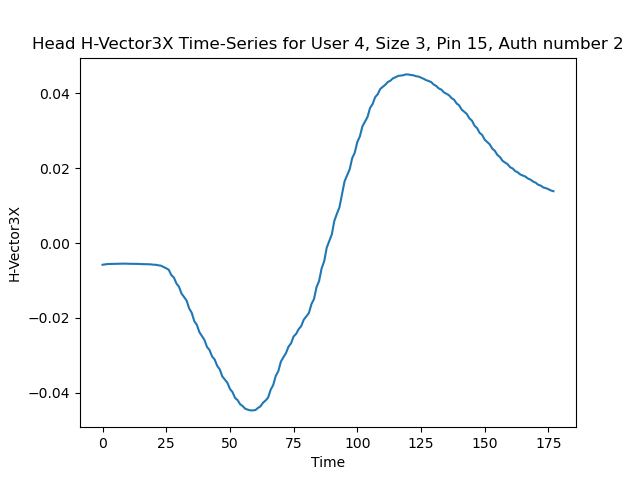 Head H-Vector3X Time-Series for User 4, Size 3, Pin 15, Auth number 2
0.04
0.02
0.00
−0.02
−0.04
H-Vector3X
0 25 50 75 100 125 150 175
Time